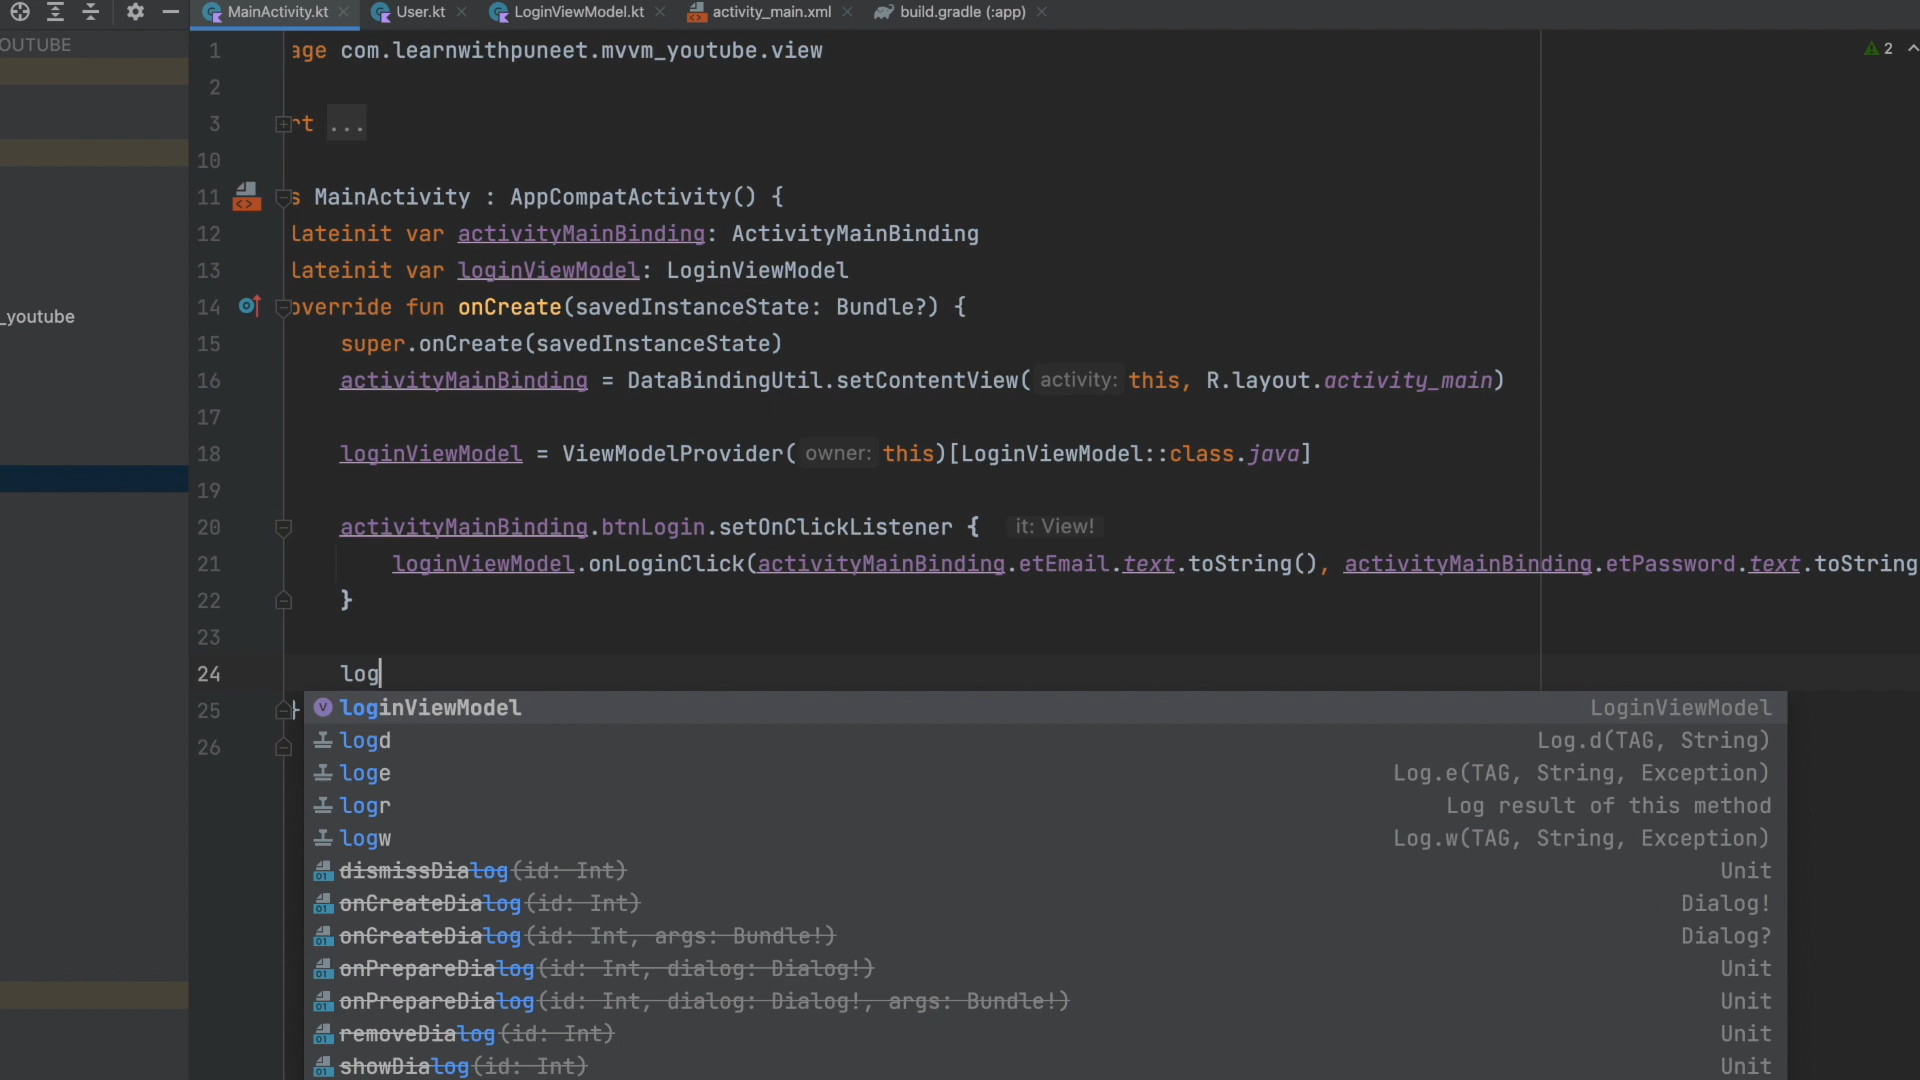 MainActivity.kt User.kt LoginViewModel.kt activity_main.xml build.gradle (:app)
OUTUBE
_youtube
2
1 age com.learnwithpuneet.mvvm_youtube.view
2
3 rt ...
10
11 s MainActivity : AppCompatActivity() {
12 lateinit var activityMainBinding: ActivityMainBinding
13 lateinit var loginViewModel: LoginViewModel
14 override fun onCreate(savedInstanceState: Bundle?) {
15 super.onCreate(savedInstanceState)
16 activityMainBinding = DataBindingUtil.setContentView( activity: this, R.layout.activity_main)
17
18 loginViewModel = ViewModelProvider( owner: this)[LoginViewModel::class.java]
19
20 activityMainBinding.btnLogin.setOnClickListener { it: View!
21 loginViewModel.onLoginClick(activityMainBinding.etEmail.text.toString(), activityMainBinding.etPassword.text.toString
22 }
23
24 log
25 }
26
loginViewModel LoginViewModel
logd Log.d(TAG, String)
loge Log.e(TAG, String, Exception)
logr Log result of this method
logw Log.w(TAG, String, Exception)
dismissDialog(id: Int) Unit
onCreateDialog(id: Int) Dialog!
onCreateDialog(id: Int, args: Bundle!) Dialog?
onPrepareDialog(id: Int, dialog: Dialog!) Unit
onPrepareDialog(id: Int, dialog: Dialog!, args: Bundle!) Unit
removeDialog(id: Int) Unit
showDialog(id: Int) Unit